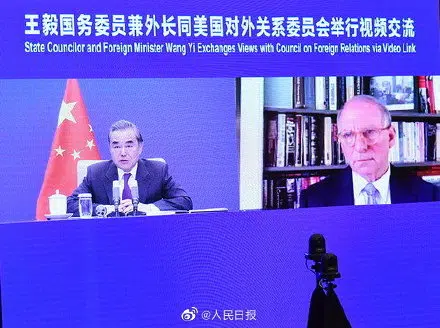 王毅国务委员兼外长同美国对外关系委员会举行视频交流
State Councilor and Foreign Minister Wang Yi Exchanges Views with Council on Foreign Relations via Video Link
@人民日报